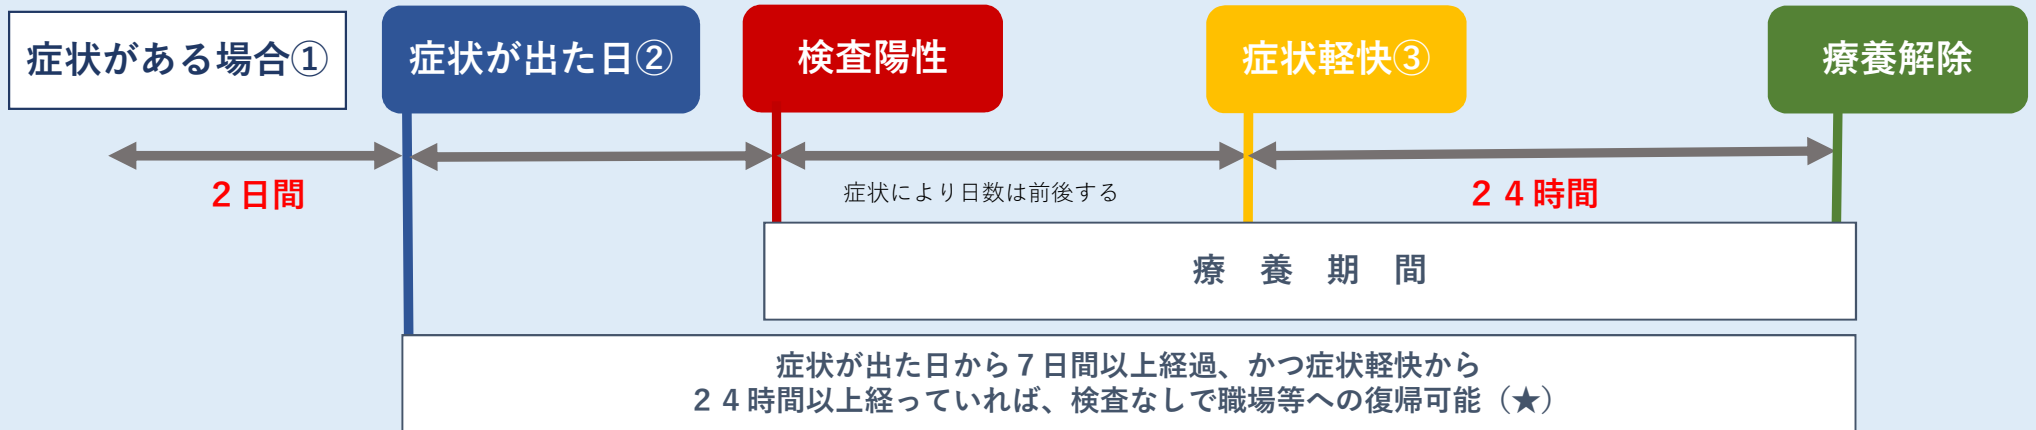 症状がある場合①
症状が出た日②
検査陽性
症状軽快③
療養解除
２日間
症状により日数は前後する
２４時間
療　養　期　間
症状が出た日から７日間以上経過、かつ症状軽快から
２４時間以上経っていれば、検査なしで職場等への復帰可能（★）